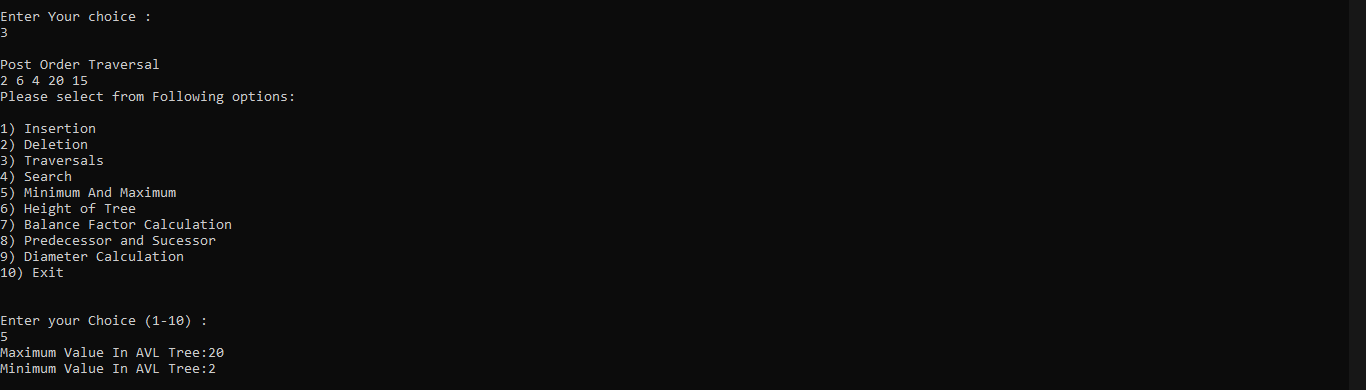 Enter Your choice :
3
Post Order Traversal
2 6 4 20 15
Please select from Following options:
1) Insertion
2) Deletion
3) Traversals
4) Search
5) Minimum And Maximum
6) Height of Tree
7) Balance Factor Calculation
8) Predecessor and Sucessor
9) Diameter Calculation
10) Exit
Enter your Choice (1-10) :
5
Maximum Value In AVL Tree:20
Minimum Value In AVL Tree:2